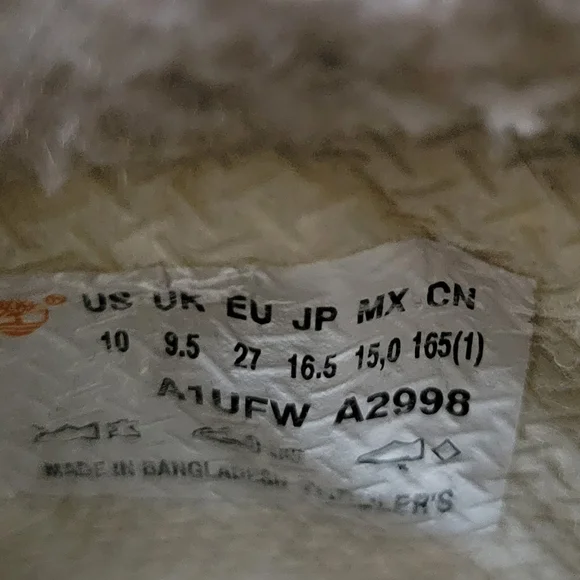 US UK EU JP MX CN
10 9.5 27 16.5 15,0 165(1)
A1UFW A2998
MADE IN BANGLADESH TODDLER'S